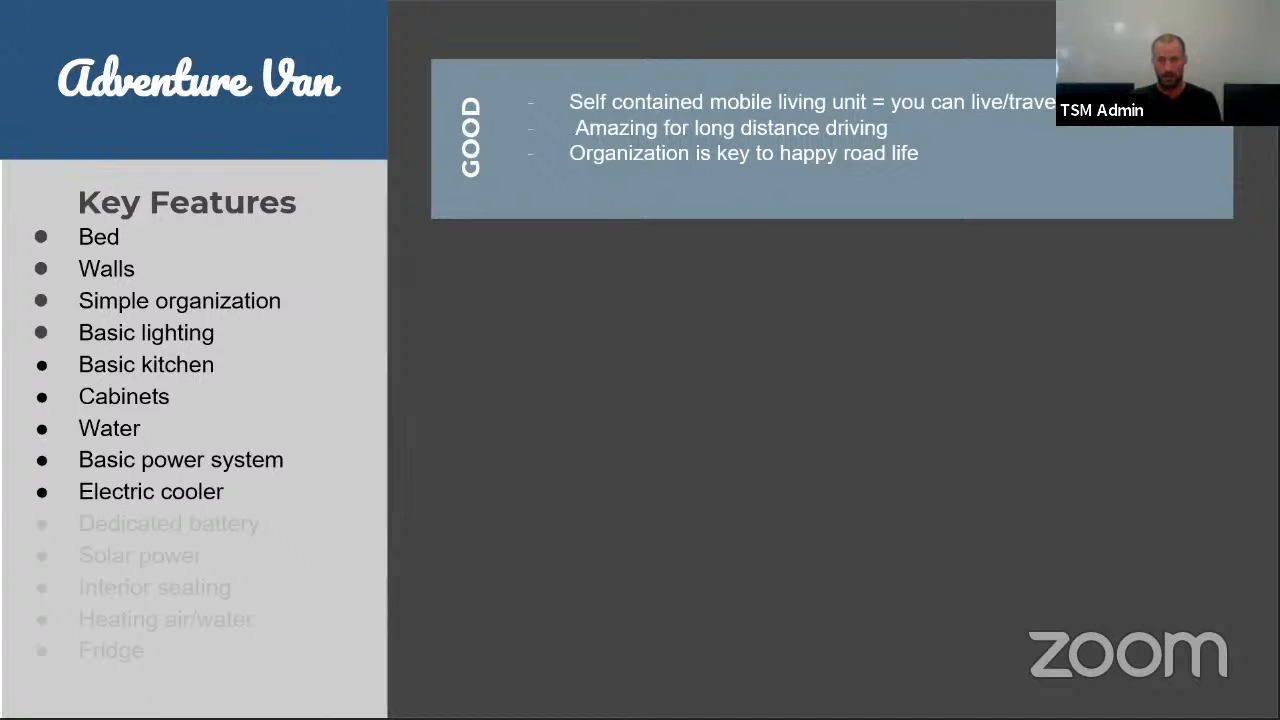 Adventure Van
Key Features
● Bed
● Walls
● Simple organization
● Basic lighting
● Basic kitchen
● Cabinets
● Water
● Basic power system
● Electric cooler
● Dedicated battery
● Solar power
● Interior seating
● Heating air/water
● Fridge
GOOD
- Self contained mobile living unit = you can live/trave
- Amazing for long distance driving
- Organization is key to happy road life
TSM Admin
zoom